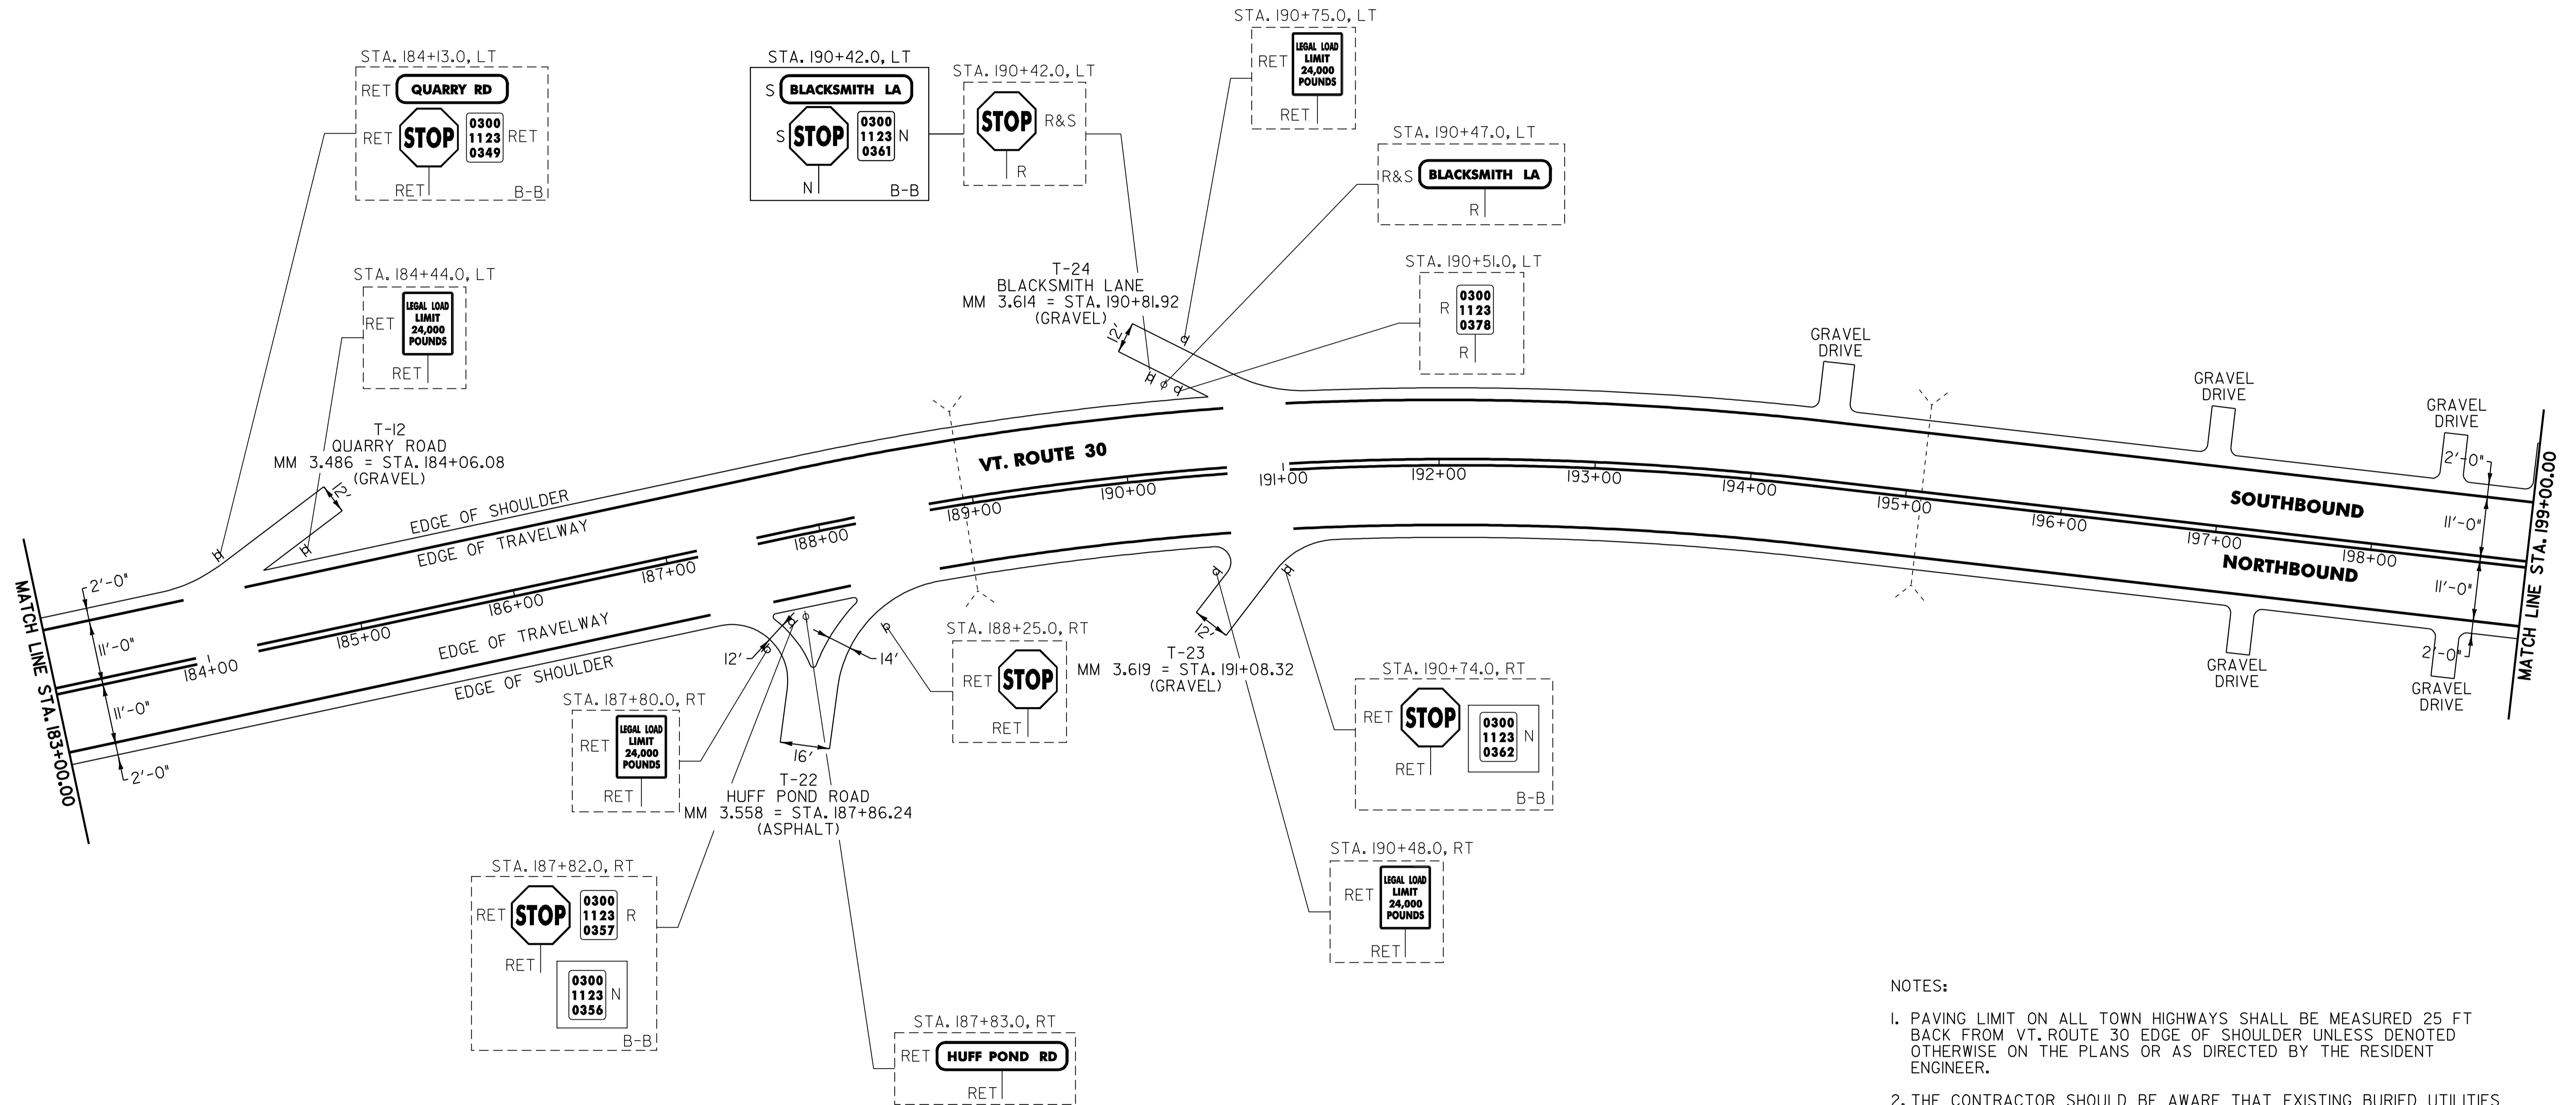 STA. 190+75.0, LT
LEGAL LOAD
LIMIT
24,000
POUNDS
RET
RET
STA. 184+13.0, LT
RET
QUARRY RD
RET
STOP
0300
1123
0349
RET
RET
B-B
STA. 190+42.0, LT
S
BLACKSMITH LA
S
STOP
0300
1123
0361
N
N
B-B
STA. 190+42.0, LT
STOP
R&S
R
STA. 190+47.0, LT
R&S
BLACKSMITH LA
R
STA. 184+44.0, LT
LEGAL LOAD
LIMIT
24,000
POUNDS
RET
RET
STA. 190+51.0, LT
R
0300
1123
0378
R
T-24
BLACKSMITH LANE
MM 3.614 = STA. 190+81.92
(GRAVEL)
12'
GRAVEL
DRIVE
GRAVEL
DRIVE
GRAVEL
DRIVE
T-12
QUARRY ROAD
MM 3.486 = STA. 184+06.08
(GRAVEL)
12'
EDGE OF SHOULDER
EDGE OF TRAVELWAY
VT. ROUTE 30
184+00
185+00
186+00
187+00
188+00
189+00
190+00
191+00
192+00
193+00
194+00
195+00
196+00
197+00
198+00
SOUTHBOUND
NORTHBOUND
2'-0"
11'-0"
11'-0"
2'-0"
MATCH LINE STA. 199+00.00
MATCH LINE STA. 183+00.00
2'-0"
11'-0"
11'-0"
2'-0"
EDGE OF TRAVELWAY
EDGE OF SHOULDER
12'
14'
16'
T-22
HUFF POND ROAD
MM 3.558 = STA. 187+86.24
(ASPHALT)
STA. 187+80.0, RT
RET
LEGAL LOAD
LIMIT
24,000
POUNDS
RET
STA. 188+25.0, RT
RET
STOP
RET
12'
T-23
MM 3.619 = STA. 191+08.32
(GRAVEL)
STA. 190+74.0, RT
RET
STOP
0300
1123
0362
N
RET
B-B
GRAVEL
DRIVE
GRAVEL
DRIVE
STA. 187+82.0, RT
RET
STOP
0300
1123
0357
R
RET
0300
1123
0356
N
B-B
STA. 190+48.0, RT
RET
LEGAL LOAD
LIMIT
24,000
POUNDS
RET
STA. 187+83.0, RT
RET
HUFF POND RD
RET
NOTES:
1. PAVING LIMIT ON ALL TOWN HIGHWAYS SHALL BE MEASURED 25 FT
BACK FROM VT. ROUTE 30 EDGE OF SHOULDER UNLESS DENOTED
OTHERWISE ON THE PLANS OR AS DIRECTED BY THE RESIDENT
ENGINEER.
2. THE CONTRACTOR SHOULD BE AWARE THAT EXISTING BURIED UTILITIES